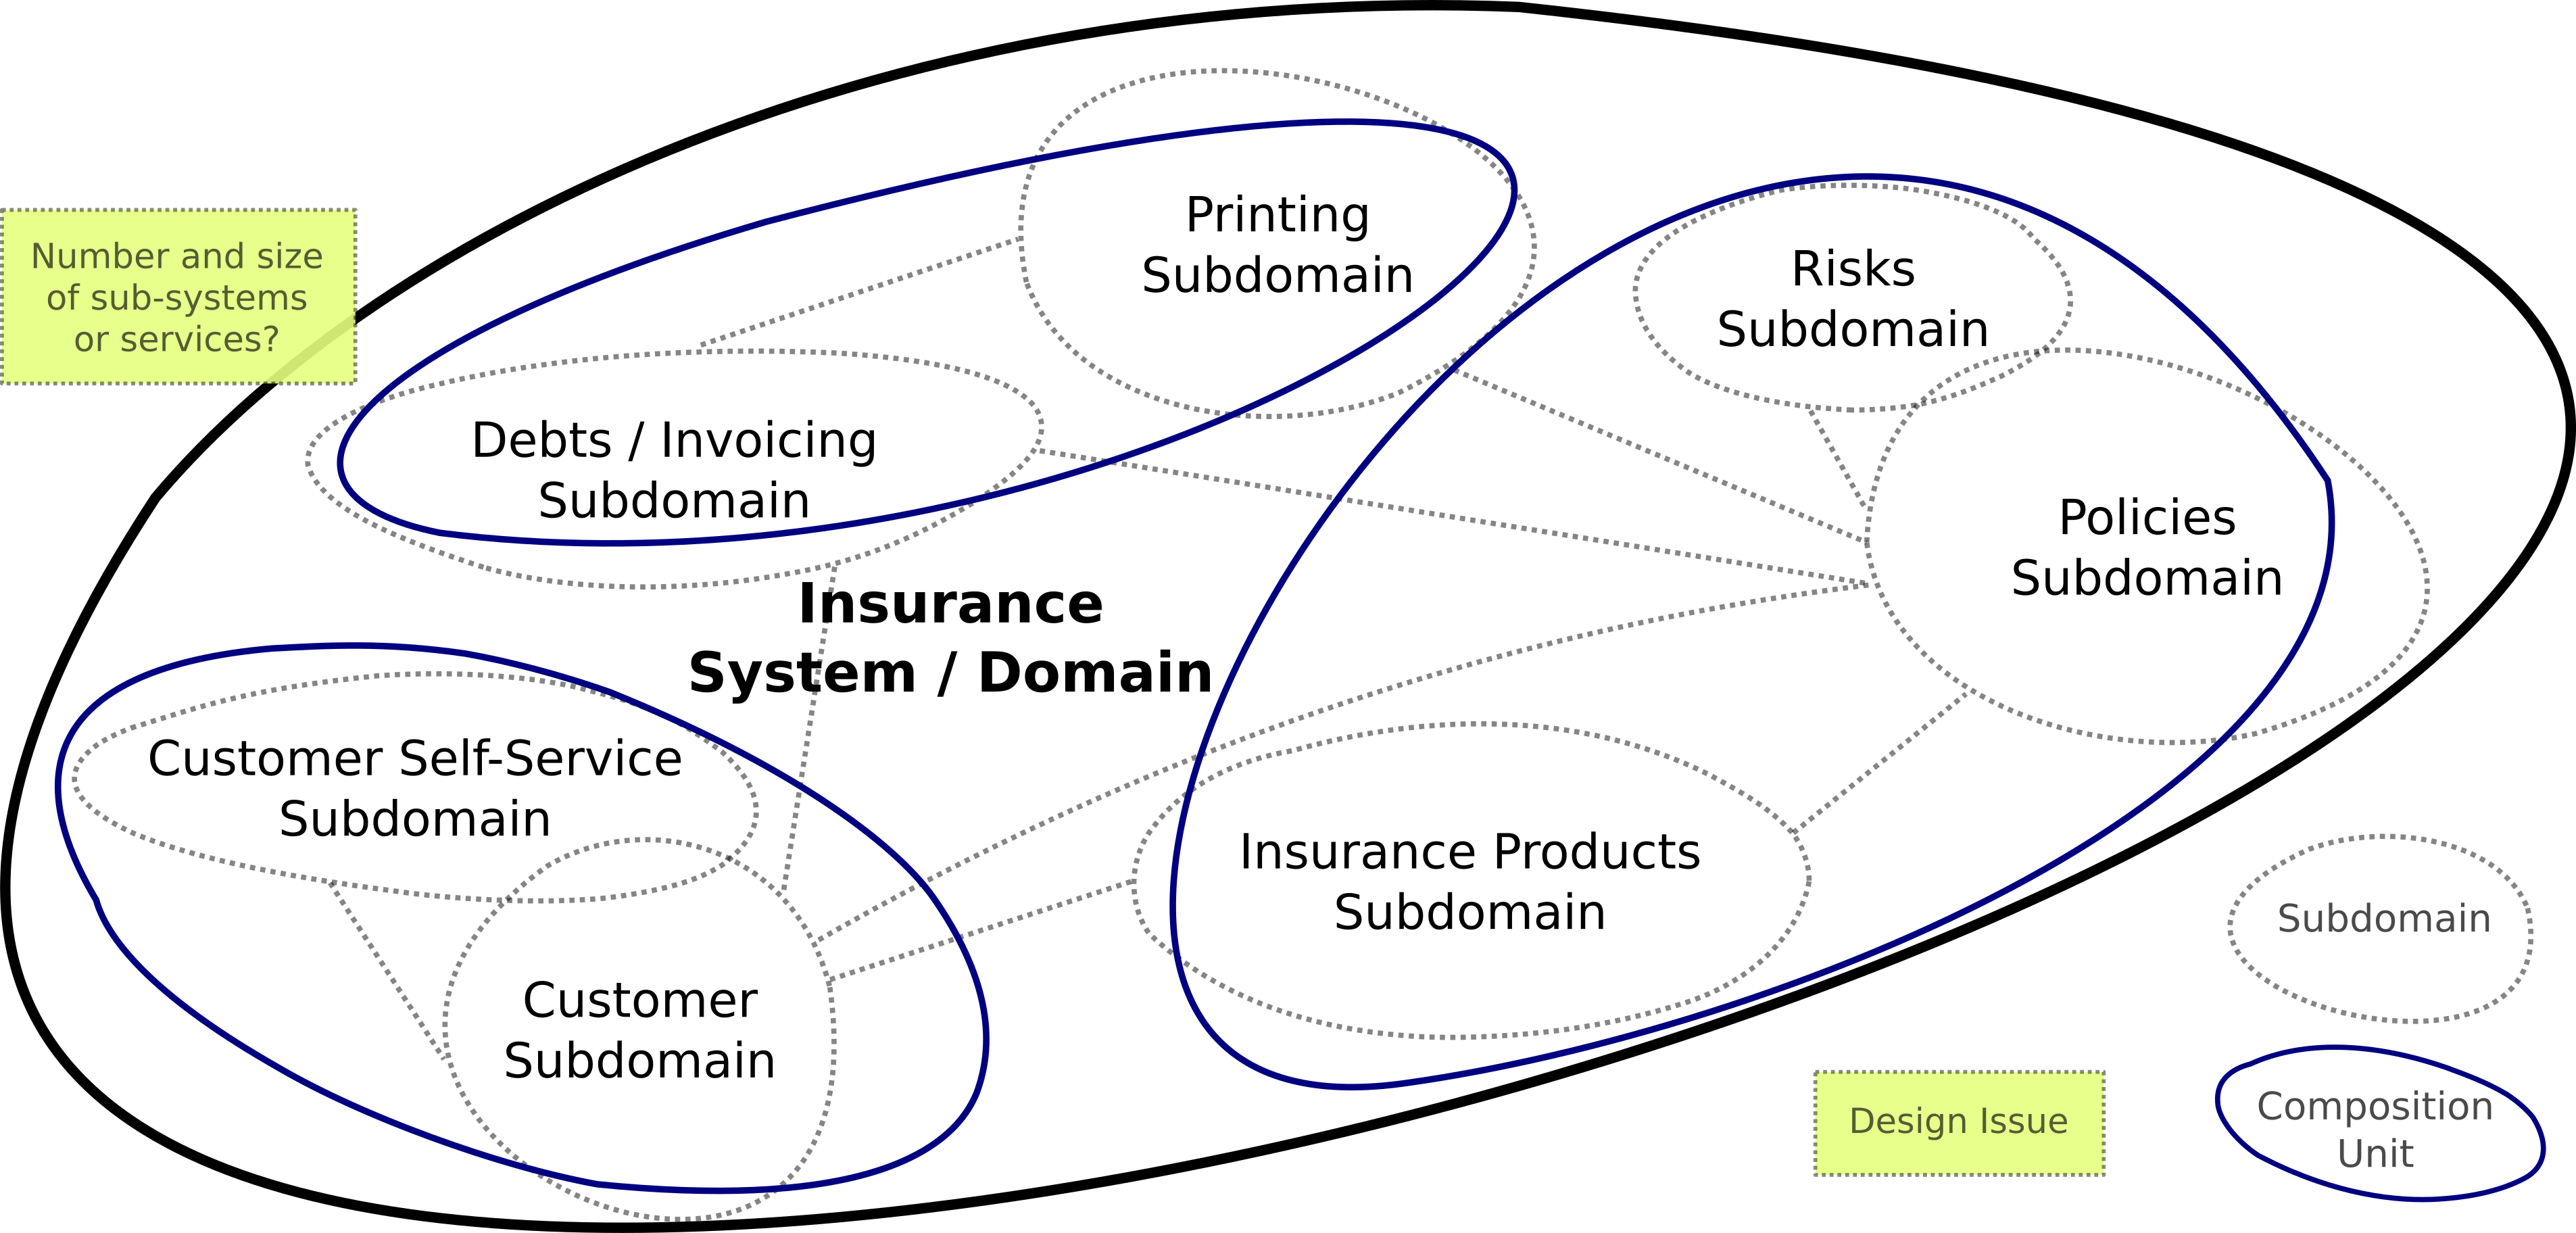 Printing
Subdomain
Risks
Subdomain
Number and size
of sub-systems
or services?
Debts / Invoicing
Subdomain
Policies
Subdomain
Insurance
System / Domain
Customer Self-Service
Subdomain
Insurance Products
Subdomain
Customer
Subdomain
Subdomain
Design Issue
Composition
Unit